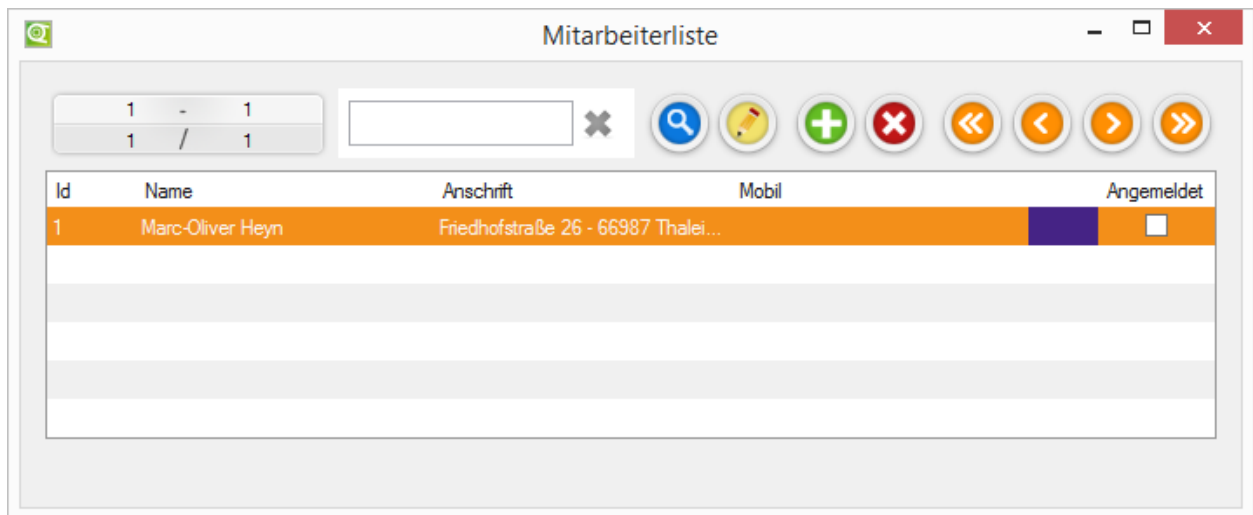 Mitarbeiterliste
1 - 1
1 / 1
Id Name Anschrift Mobil Angemeldet
1 Marc-Oliver Heyn Friedhofstraße 26 - 66987 Thalei...